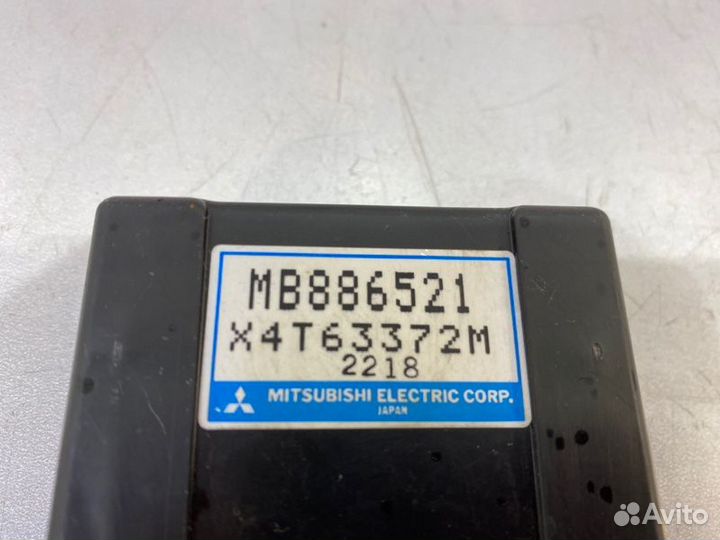 MB886521
X4T63372M
2218
MITSUBISHI ELECTRIC CORP.
JAPAN
Avito